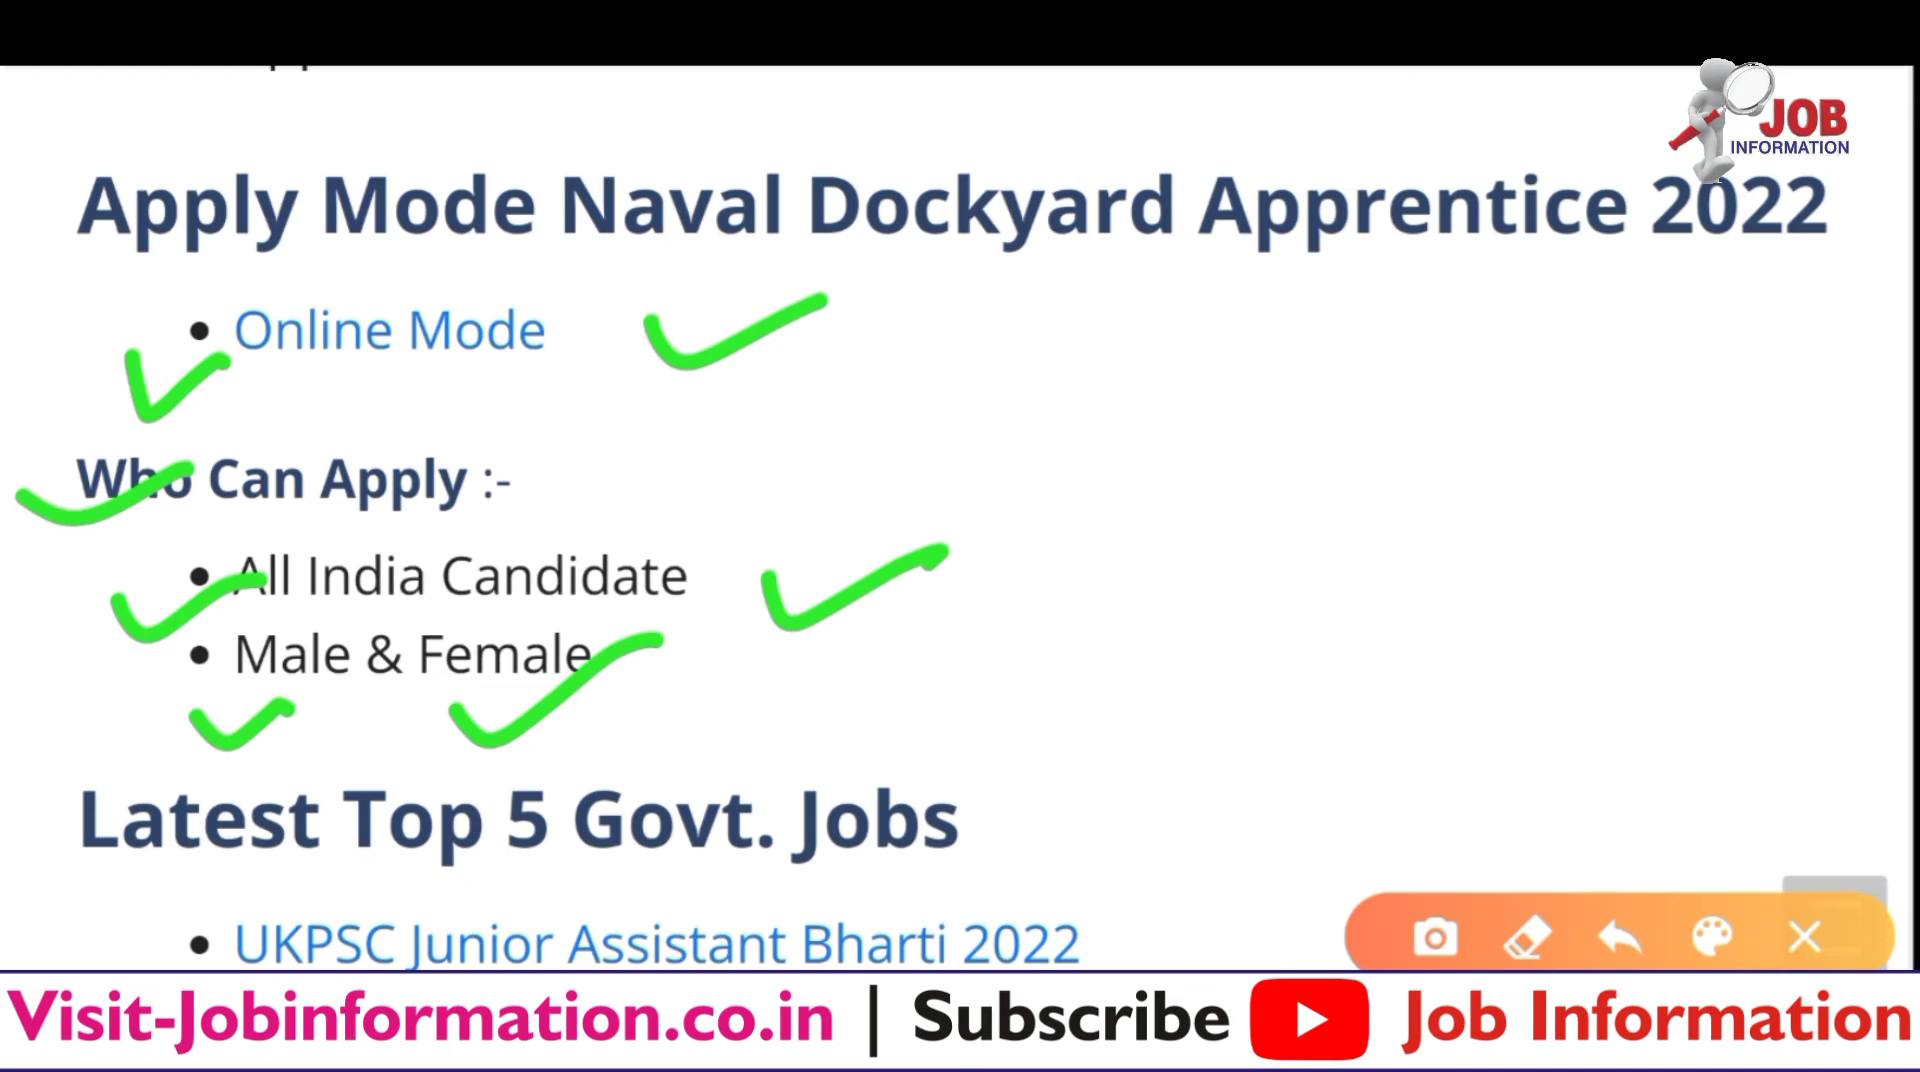 JOB
INFORMATION
Apply Mode Naval Dockyard Apprentice 2022
Online Mode
Who Can Apply :-
All India Candidate
Male & Female
Latest Top 5 Govt. Jobs
UKPSC Junior Assistant Bharti 2022
Visit-Jobinformation.co.in | Subscribe Job Information